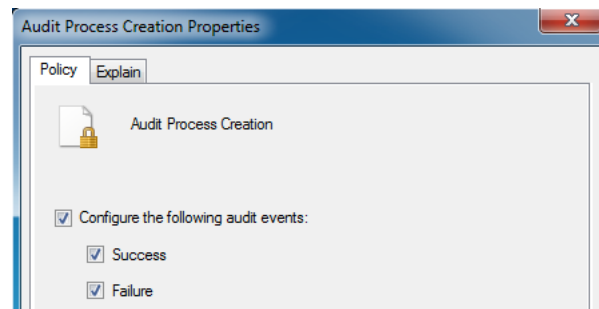 Audit Process Creation Properties
Policy Explain
Audit Process Creation
Configure the following audit events:
Success
Failure